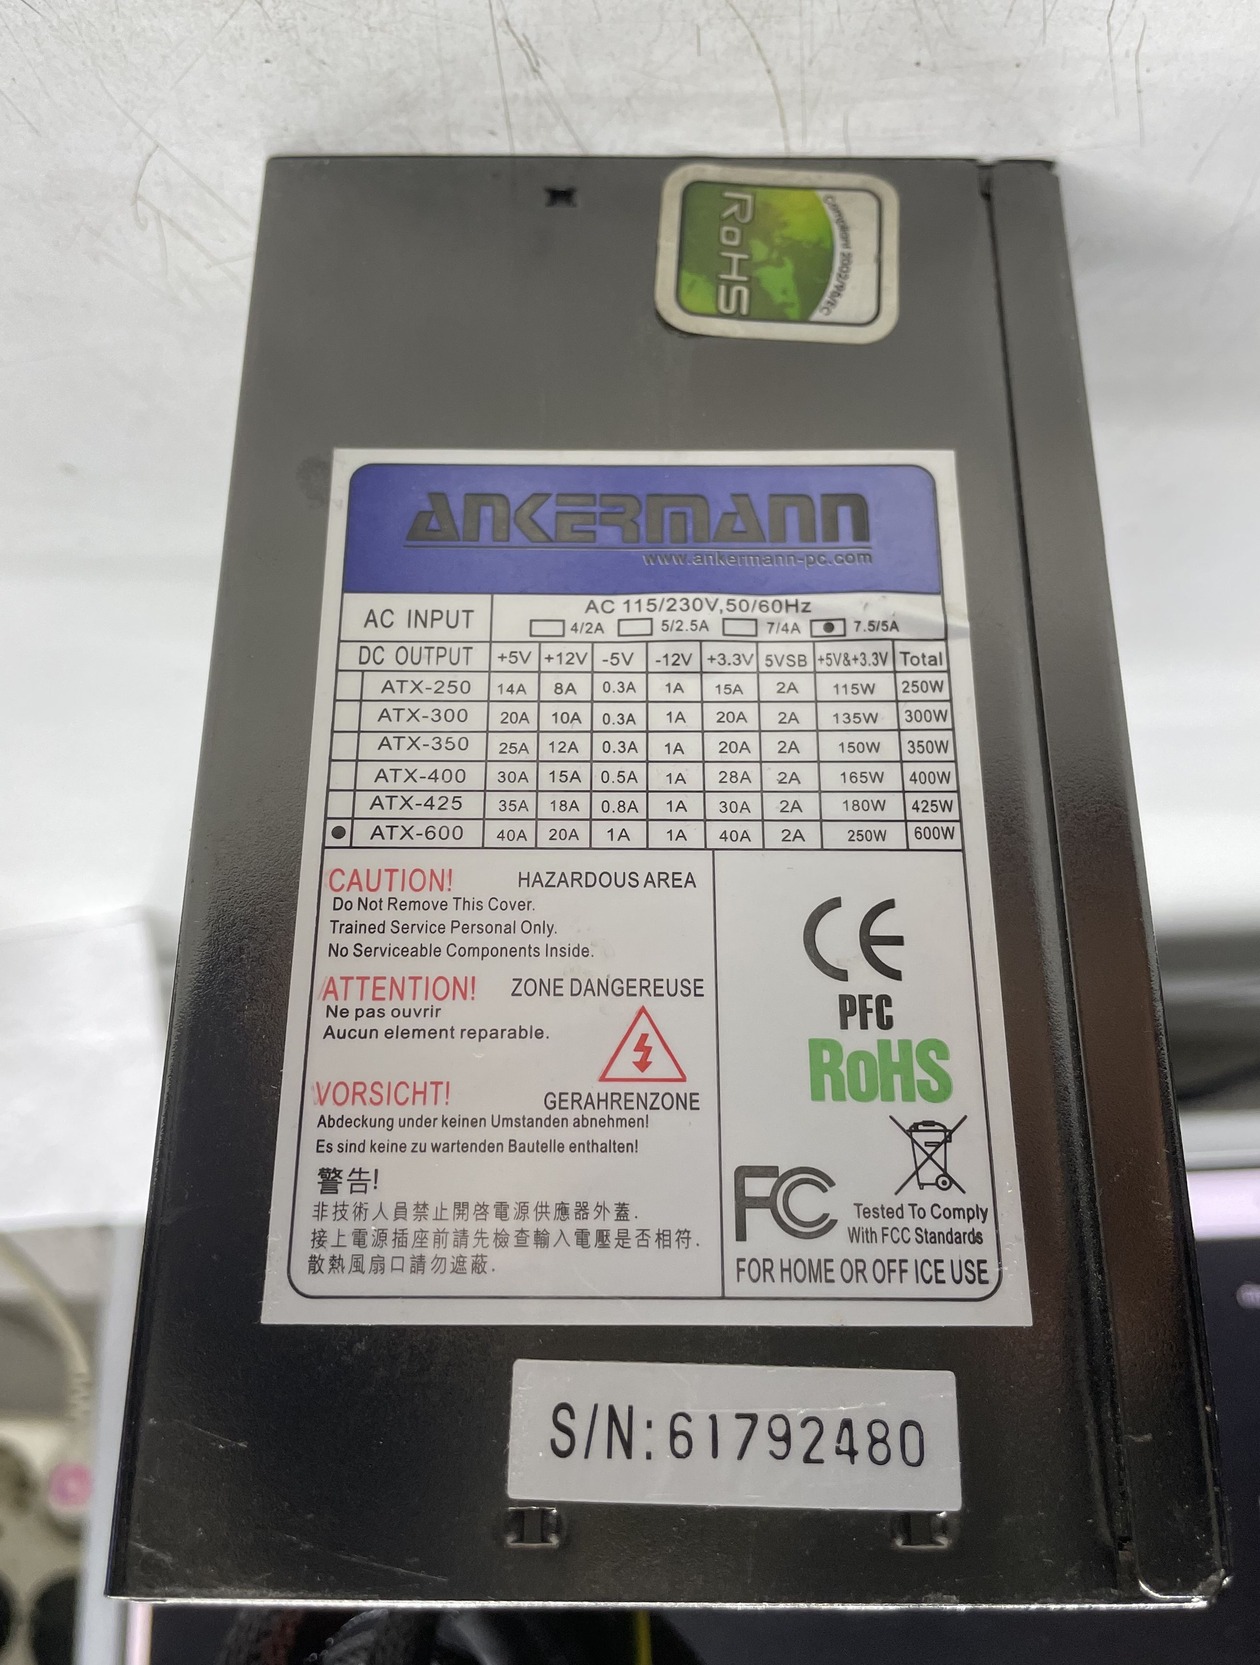 RoHS
Compliant 2002/95/EC
ANKERMANN
www.ankermann-pc.com
AC INPUT AC 115/230V,50/60Hz
4/2A 5/2.5A 7/4A 7.5/5A
DC OUTPUT +5V +12V -5V -12V +3.3V 5VSB +5V&+3.3V Total
ATX-250 14A 8A 0.3A 1A 15A 2A 115W 250W
ATX-300 20A 10A 0.3A 1A 20A 2A 135W 300W
ATX-350 25A 12A 0.3A 1A 20A 2A 150W 350W
ATX-400 30A 15A 0.5A 1A 28A 2A 165W 400W
ATX-425 35A 18A 0.8A 1A 30A 2A 180W 425W
ATX-600 40A 20A 1A 1A 40A 2A 250W 600W
CAUTION! HAZARDOUS AREA
Do Not Remove This Cover.
Trained Service Personal Only.
No Serviceable Components Inside.
ATTENTION! ZONE DANGEREUSE
Ne pas ouvrir
Aucun element reparable.
VORSICHT! GERAHRENZONE
Abdeckung under keinen Umstanden abnehmen!
Es sind keine zu wartenden Bautelle enthalten!
警告!
非技術人員禁止開啓電源供應器外蓋.
接上電源插座前請先檢查輸入電壓是否相符.
散熱風扇口請勿遮蔽.
CE
PFC
RoHS
FC
Tested To Comply
With FCC Standards
FOR HOME OR OFF ICE USE
S/N:61792480